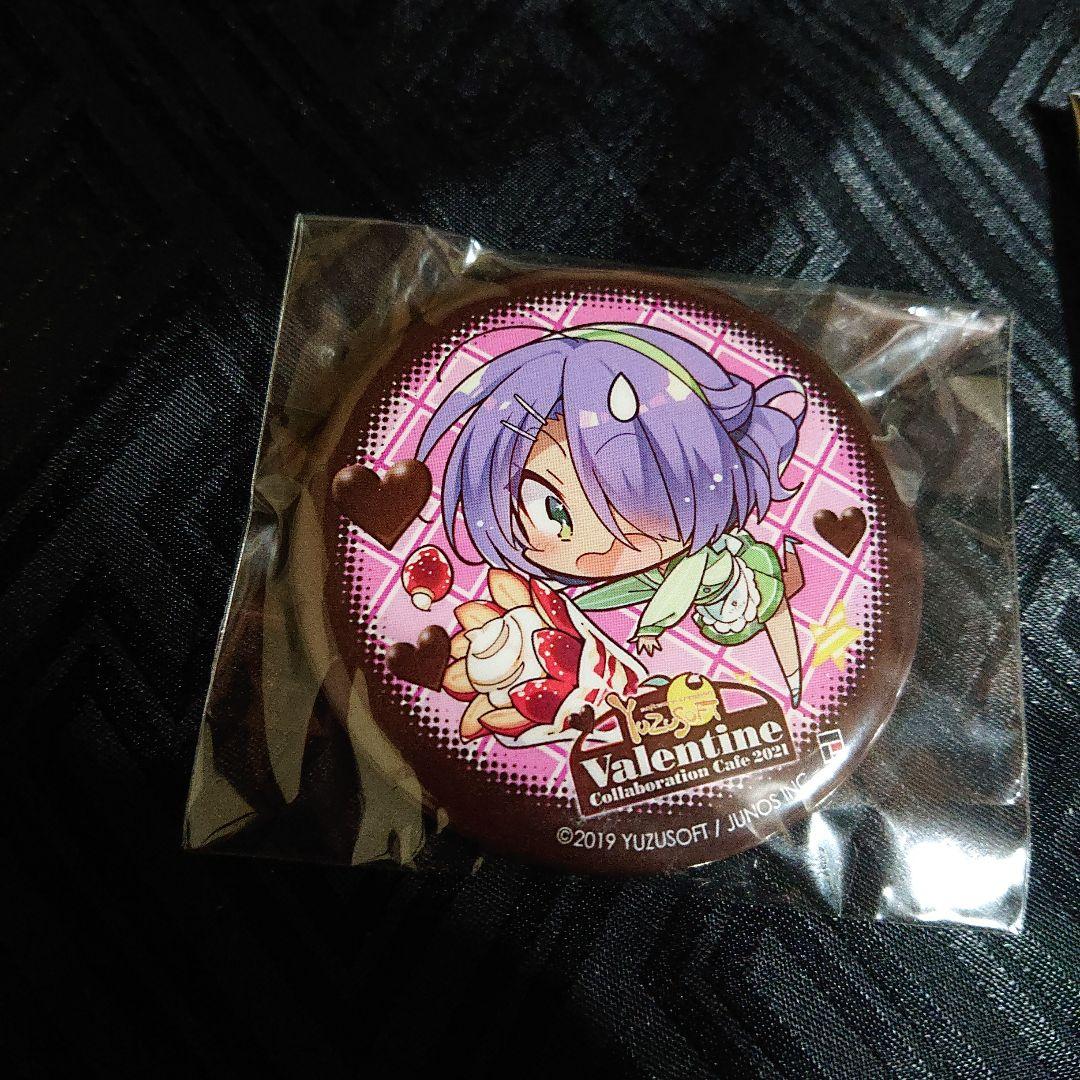 YUZUSOFT
Valentine
Collaboration Cafe 2021
©2019 YUZUSOFT / JUNOS INC.